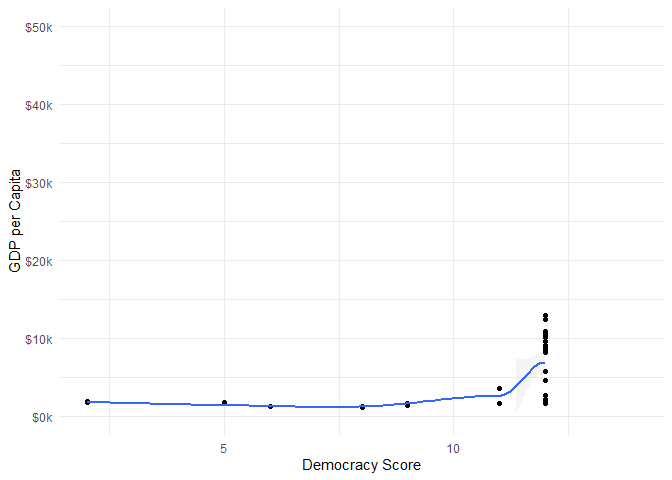 $50k
$40k
$30k
$20k
$10k
$0k
GDP per Capita
5
10
Democracy Score